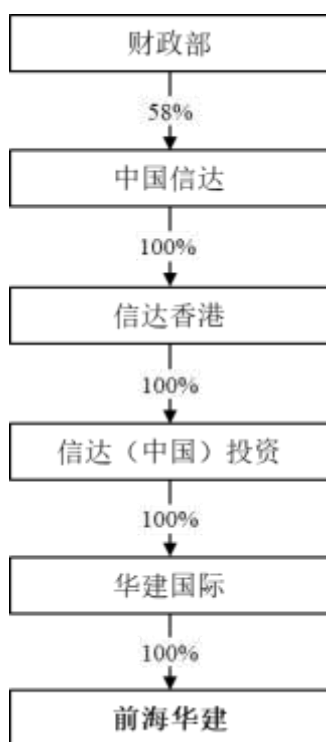 财政部
58%
中国信达
100%
信达香港
100%
信达（中国）投资
100%
华建国际
100%
前海华建